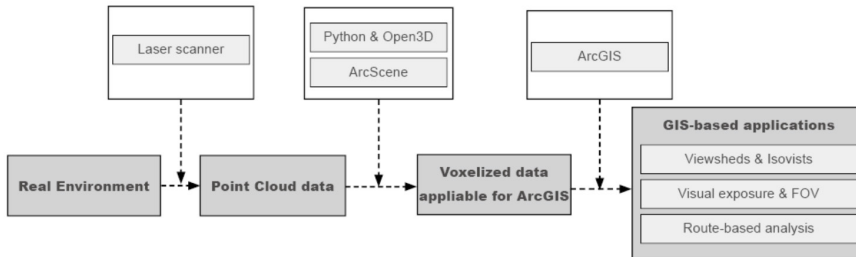 Laser scanner
Python & Open3D
ArcScene
ArcGIS
Real Environment
Point Cloud data
Voxelized data
appliable for ArcGIS
GIS-based applications
Viewsheds & Isovists
Visual exposure & FOV
Route-based analysis